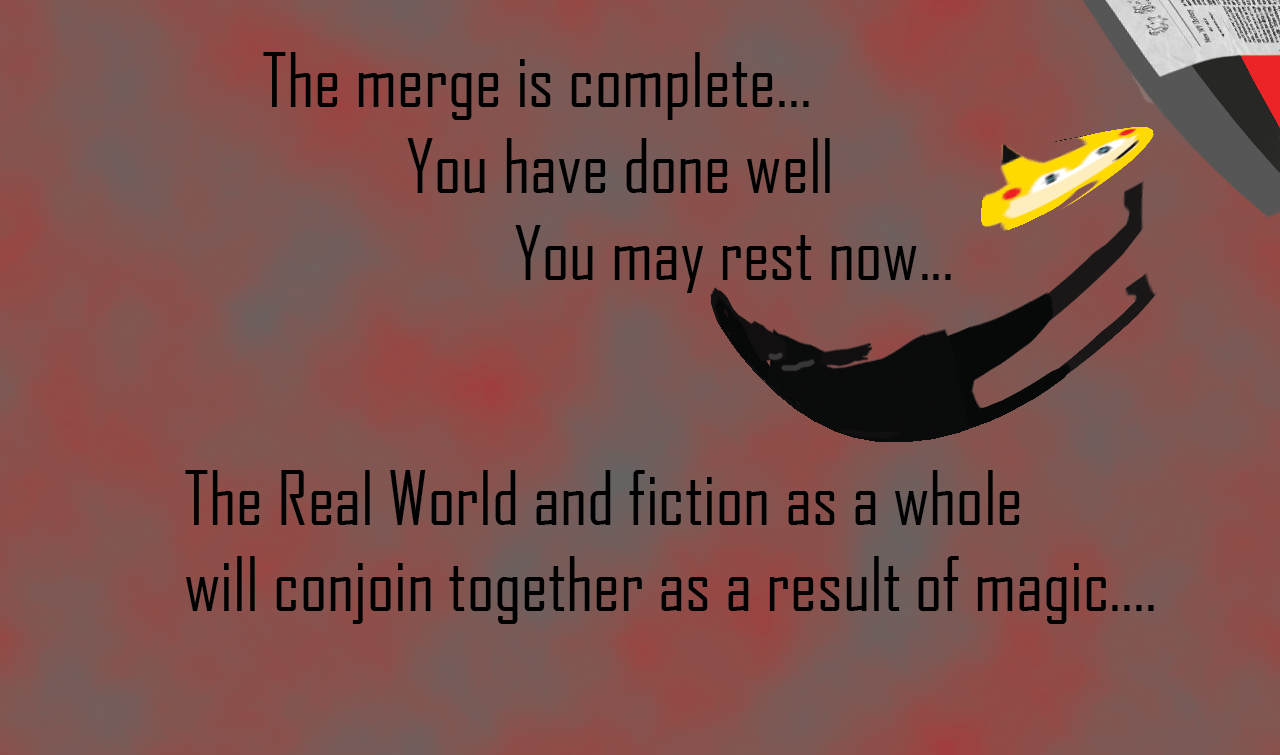 The merge is complete...
You have done well
You may rest now...
The Real World and fiction as a whole
will conjoin together as a result of magic....